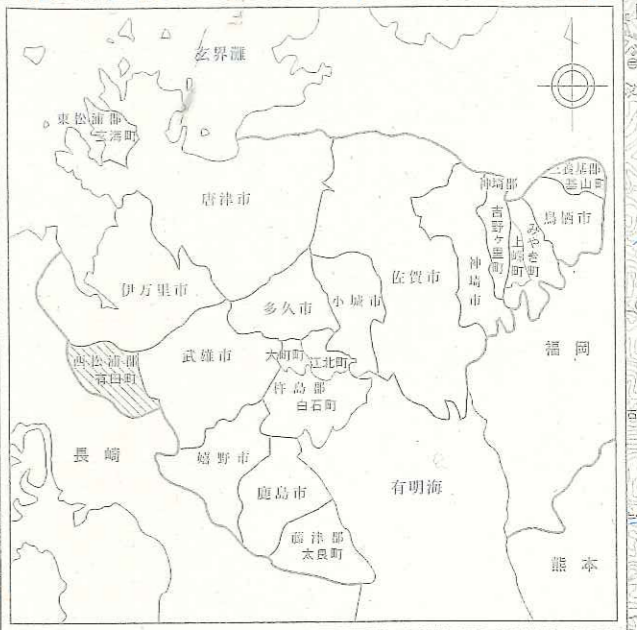 玄界灘
東松浦郡
玄海町
唐津市
伊万里市
西松浦郡
有田町
武雄市
多久市
小城市
佐賀市
神埼郡
吉野ヶ里町
神埼市
上峰町
みやき町
三養基郡
基山町
鳥栖市
大町町
江北町
杵島郡
白石町
嬉野市
鹿島市
藤津郡
太良町
有明海
長崎
福岡
熊本